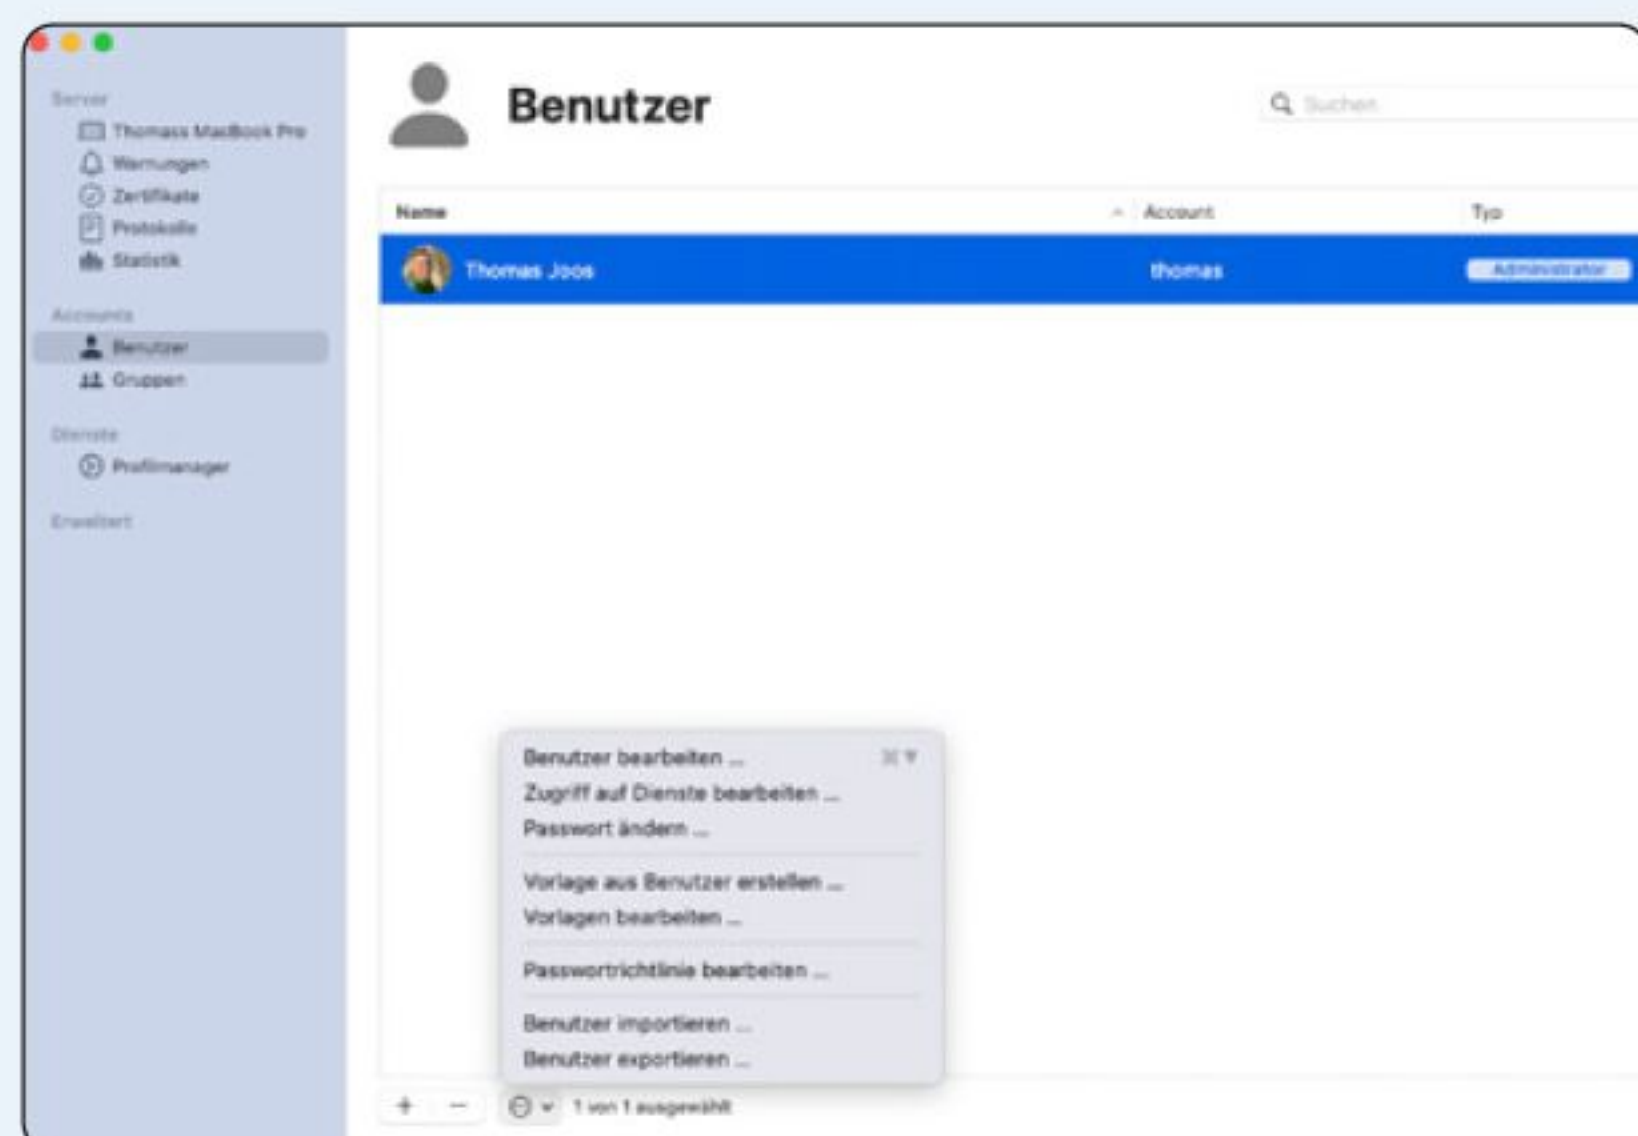 Server
Thomass MacBook Pro
Warnungen
Zertifikate
Protokolle
Statistik
Accounts
Benutzer
Gruppen
Dienste
Profilmanager
Erweitert
Benutzer
Suchen
Name Account Typ
Thomas Joos thomas Administrator
Benutzer bearbeiten ...
Zugriff auf Dienste bearbeiten ...
Passwort ändern ...
Vorlage aus Benutzer erstellen ...
Vorlagen bearbeiten ...
Passwortrichtlinie bearbeiten ...
Benutzer importieren ...
Benutzer exportieren ...
1 von 1 ausgewählt